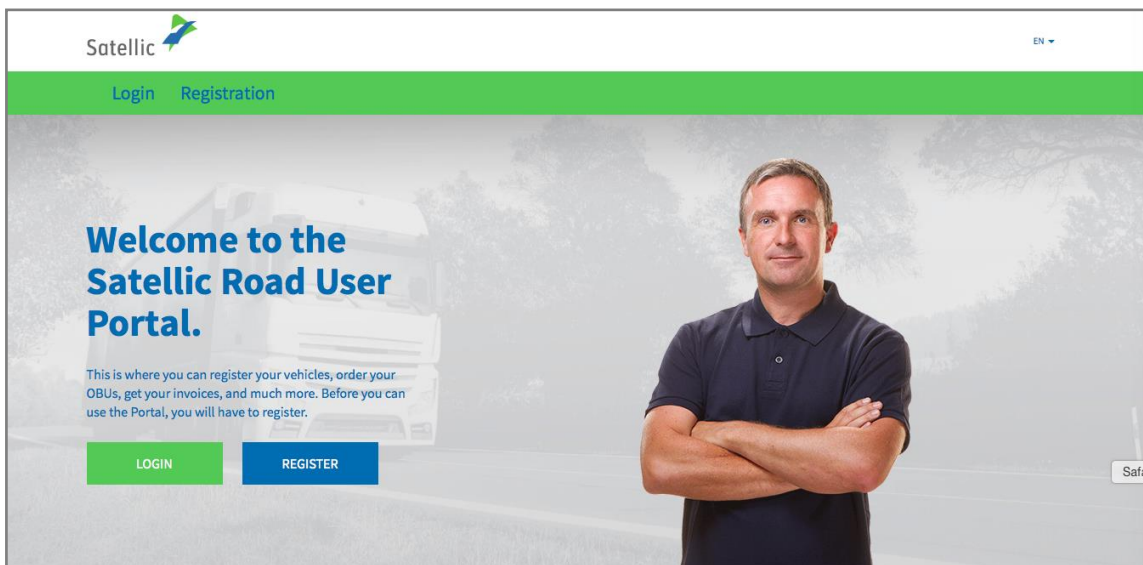 Satellic
EN
Login Registration
Welcome to the
Satellic Road User
Portal.
This is where you can register your vehicles, order your
OBUs, get your invoices, and much more. Before you can
use the Portal, you will have to register.
LOGIN REGISTER